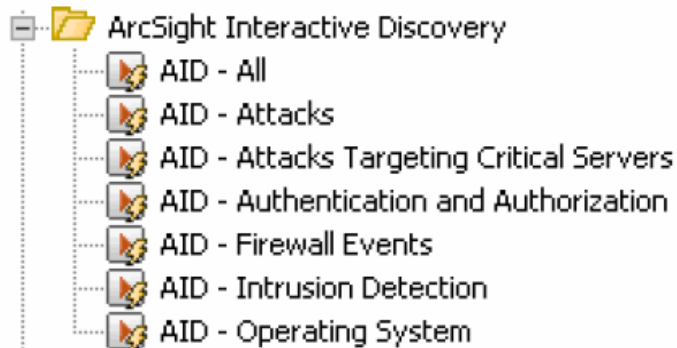 ArcSight Interactive Discovery
AID - All
AID - Attacks
AID - Attacks Targeting Critical Servers
AID - Authentication and Authorization
AID - Firewall Events
AID - Intrusion Detection
AID - Operating System